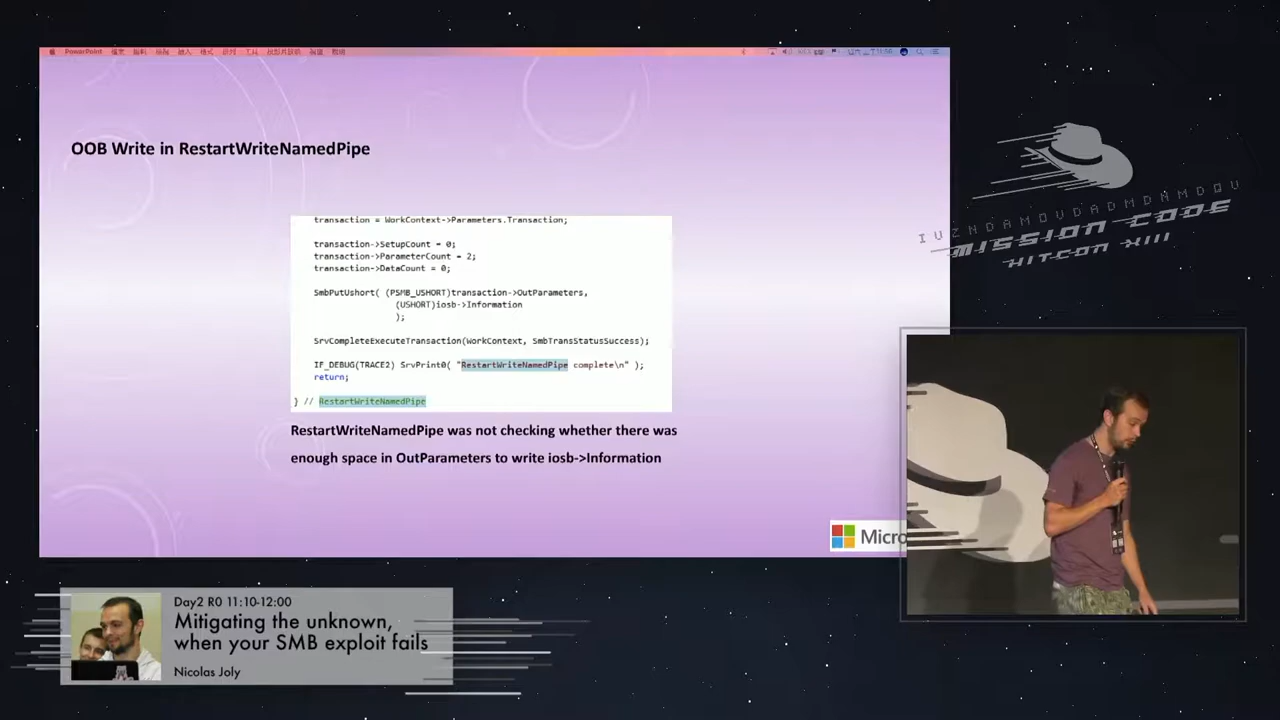 PowerPoint
OOB Write in RestartWriteNamedPipe
transaction = WorkContext->Parameters.Transaction;
transaction->SetupCount = 0;
transaction->ParameterCount = 2;
transaction->DataCount = 0;
SmbPutUshort( (PSMB_USHORT)transaction->OutParameters,
(USHORT)iosb->Information
);
SrvCompleteExecuteTransaction(WorkContext, SmbTransStatusSuccess);
IF_DEBUG(TRACE2) SrvPrint0( "RestartWriteNamedPipe complete\n" );
return;
} // RestartWriteNamedPipe
RestartWriteNamedPipe was not checking whether there was
enough space in OutParameters to write iosb->Information
Micro
MISSION CODE
HITCON XIII
Day2 R0 11:10-12:00
Mitigating the unknown,
when your SMB exploit fails
Nicolas Joly